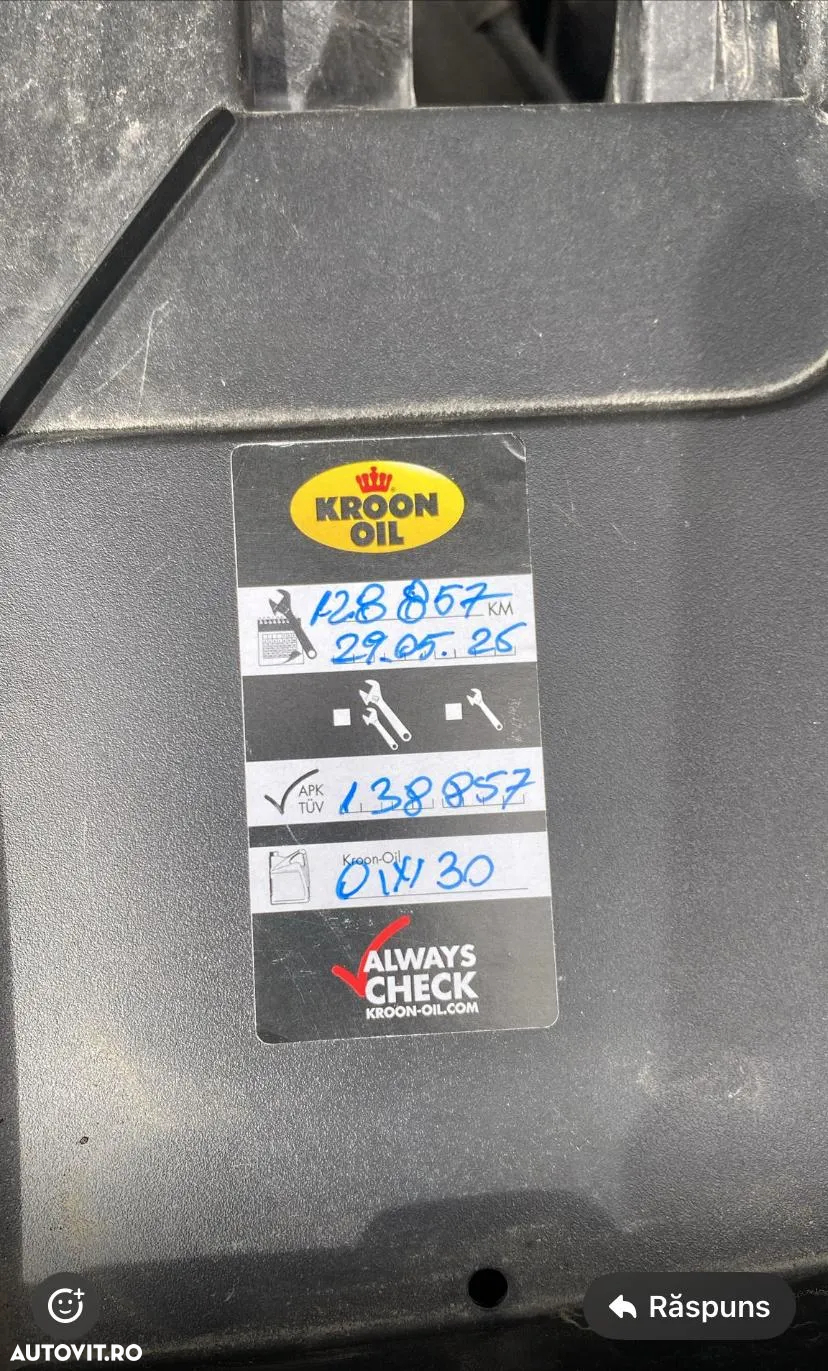 KROON
OIL
128 857 KM
29.05.26
APK
TÜV
138 857
Kroon-Oil
ALWAYS
CHECK
KROON-OIL.COM
Răspuns
AUTOVIT.RO